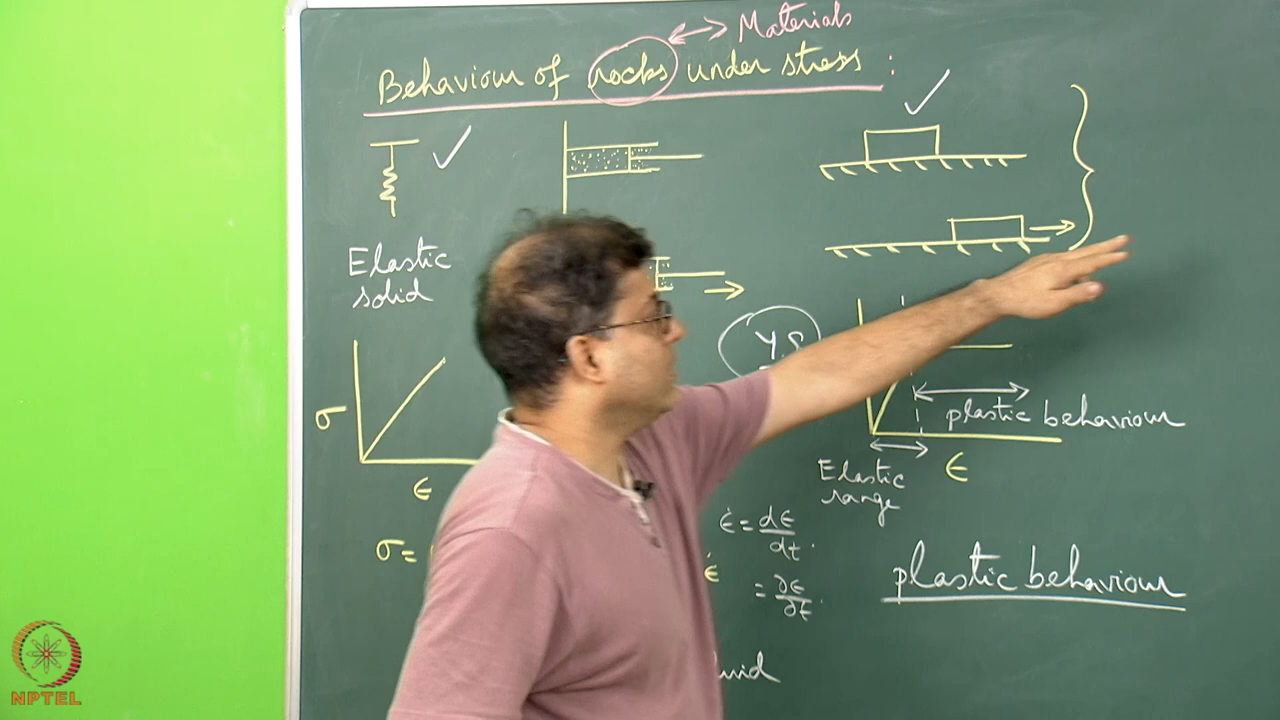 Behaviour of rocks under stress :
Materials
Elastic
solid
σ
ϵ
σ =
Y.S
ϵ̇ = dϵ/dt .
ϵ̇
= ∂ϵ/∂t .
plastic behaviour
Elastic
range
ϵ
plastic behaviour
NPTEL